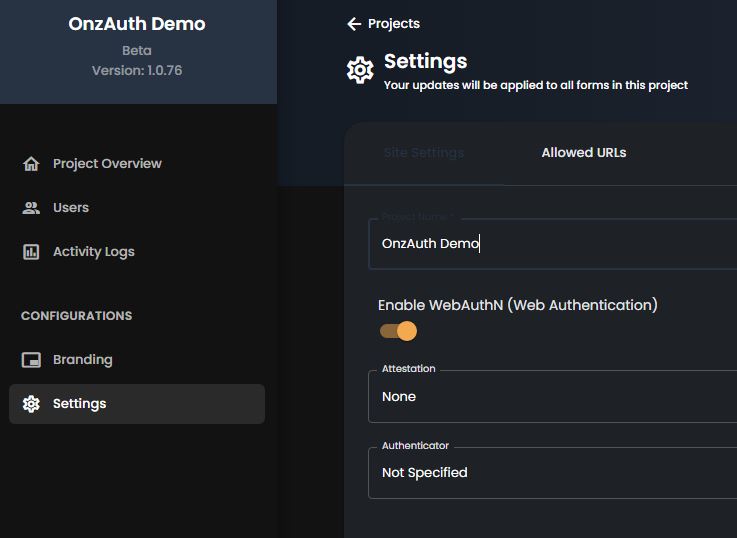 OnzAuth Demo
Beta
Version: 1.0.76
Project Overview
Users
Activity Logs
CONFIGURATIONS
Branding
Settings
Projects
Settings
Your updates will be applied to all forms in this project
Site Settings
Allowed URLs
Project Name *
OnzAuth Demo
Enable WebAuthN (Web Authentication)
Attestation
None
Authenticator
Not Specified